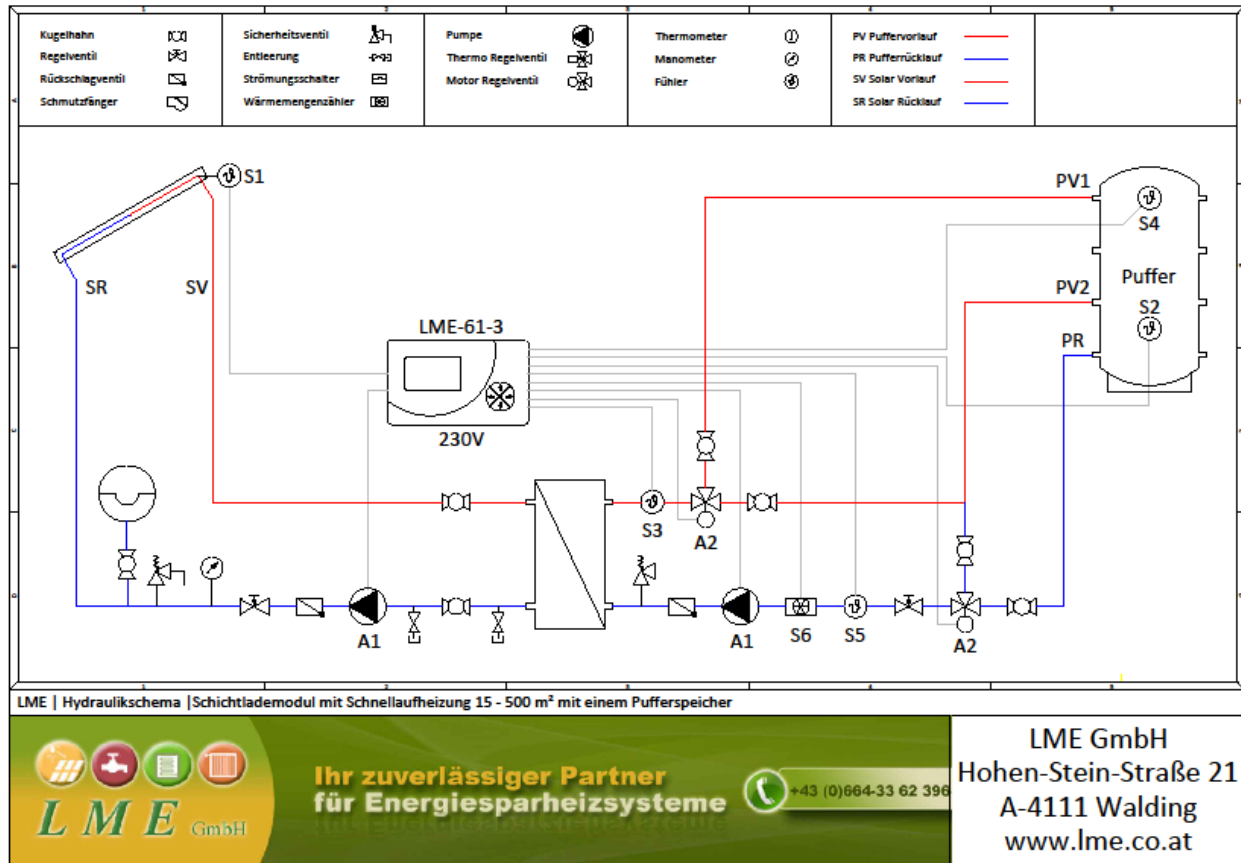 Kugelhahn
Regelventil
Rückschlagventil
Schmutzfänger
Sicherheitsventil
Entleerung
Strömungsschalter
Wärmemengenzähler
Pumpe
Thermo Regelventil
Motor Regelventil
Thermometer
Manometer
Fühler
PV Puffervorlauf
PR Pufferrücklauf
SV Solar Vorlauf
SR Solar Rücklauf
S1
SR
SV
PV1
S4
Puffer
PV2
S2
PR
LME-61-3
230V
S3
A2
A1
A1
S6
S5
A2
LME | Hydraulikschema |Schichtlademodul mit Schnellaufheizung 15 - 500 m² mit einem Pufferspeicher
L M E GmbH
Ihr zuverlässiger Partner
für Energiesparheizsysteme
+43 (0)664-33 62 396
LME GmbH
Hohen-Stein-Straße 21
A-4111 Walding
www.lme.co.at